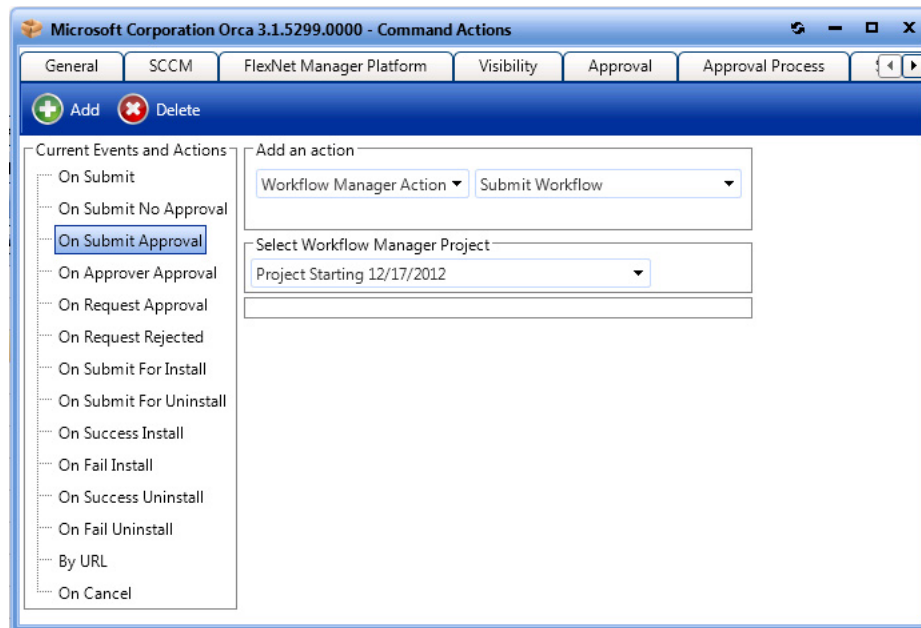 Microsoft Corporation Orca 3.1.5299.0000 - Command Actions
General SCCM FlexNet Manager Platform Visibility Approval Approval Process
Add Delete
Current Events and Actions
On Submit
On Submit No Approval
On Submit Approval
On Approver Approval
On Request Approval
On Request Rejected
On Submit For Install
On Submit For Uninstall
On Success Install
On Fail Install
On Success Uninstall
On Fail Uninstall
By URL
On Cancel
Add an action
Workflow Manager Action Submit Workflow
Select Workflow Manager Project
Project Starting 12/17/2012